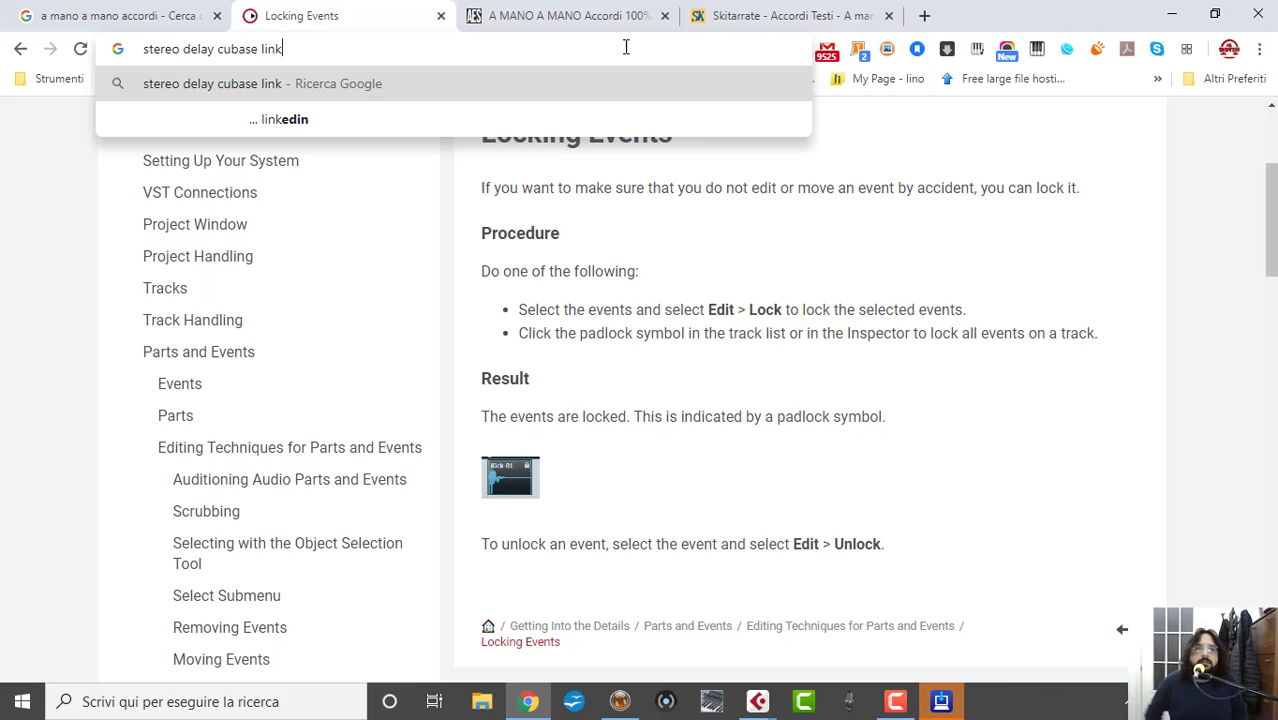 a mano a mano accordi - Cerca c
Locking Events
A MANO A MANO Accordi 100%
Skitarrate - Accordi Testi - A man
stereo delay cubase link
9525
2
New
stereo delay cubase link - Ricerca Google
... linkedin
Strumenti
My Page - lino
Free large file hosti...
»
Altri Preferiti
Locking Events
Setting Up Your System
VST Connections
Project Window
Project Handling
Tracks
Track Handling
Parts and Events
Events
Parts
Editing Techniques for Parts and Events
Auditioning Audio Parts and Events
Scrubbing
Selecting with the Object Selection
Tool
Select Submenu
Removing Events
Moving Events
If you want to make sure that you do not edit or move an event by accident, you can lock it.
Procedure
Do one of the following:
• Select the events and select Edit > Lock to lock the selected events.
• Click the padlock symbol in the track list or in the Inspector to lock all events on a track.
Result
The events are locked. This is indicated by a padlock symbol.
Kick-01
To unlock an event, select the event and select Edit > Unlock.
/ Getting Into the Details / Parts and Events / Editing Techniques for Parts and Events /
Locking Events
Scrivi qui per eseguire la ricerca